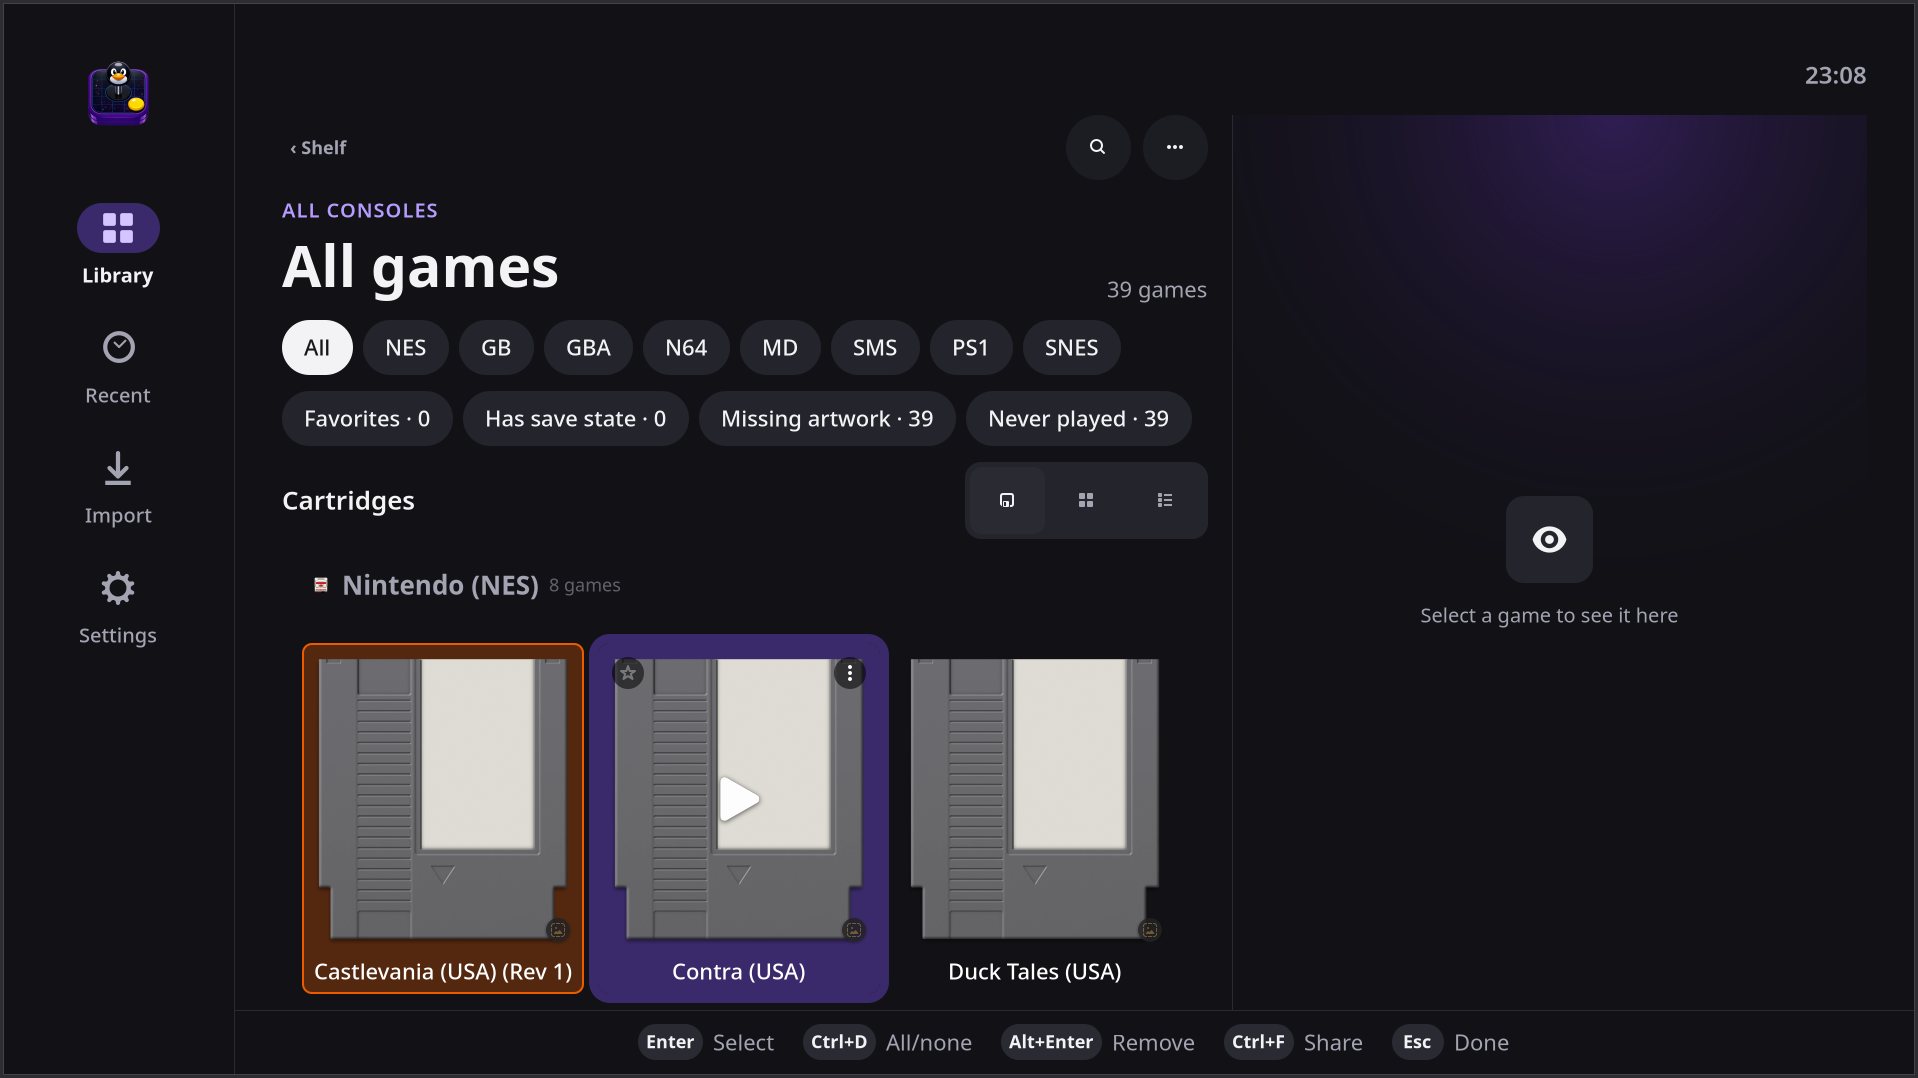 23:08
‹ Shelf
ALL CONSOLES
All games
39 games
All NES GB GBA N64 MD SMS PS1 SNES
Favorites · 0 Has save state · 0 Missing artwork · 39 Never played · 39
Cartridges
Nintendo (NES) 8 games
Castlevania (USA) (Rev 1) Contra (USA) Duck Tales (USA)
Library
Recent
Import
Settings
Select a game to see it here
Enter Select Ctrl+D All/none Alt+Enter Remove Ctrl+F Share Esc Done